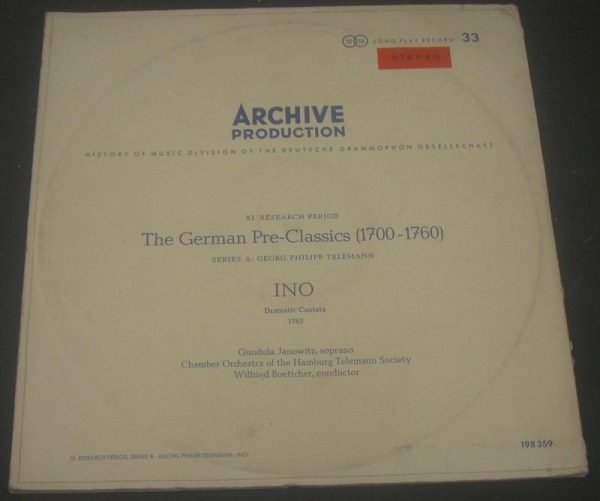 LONG PLAY RECORD 33
STEREO
ARCHIVE
PRODUCTION
HISTORY OF MUSIC DIVISION OF THE DEUTSCHE GRAMMOPHON GESELLSCHAFT
XI. RESEARCH PERIOD
The German Pre-Classics (1700-1760)
SERIES A: GEORG PHILIPP TELEMANN
INO
Dramatic Cantata
1765
Gundula Janowitz, soprano
Chamber Orchestra of the Hamburg Telemann Society
Wilfried Boettcher, conductor
198 359
XI. RESEARCH PERIOD, SERIES A · GEORG PHILIPP TELEMANN: INO